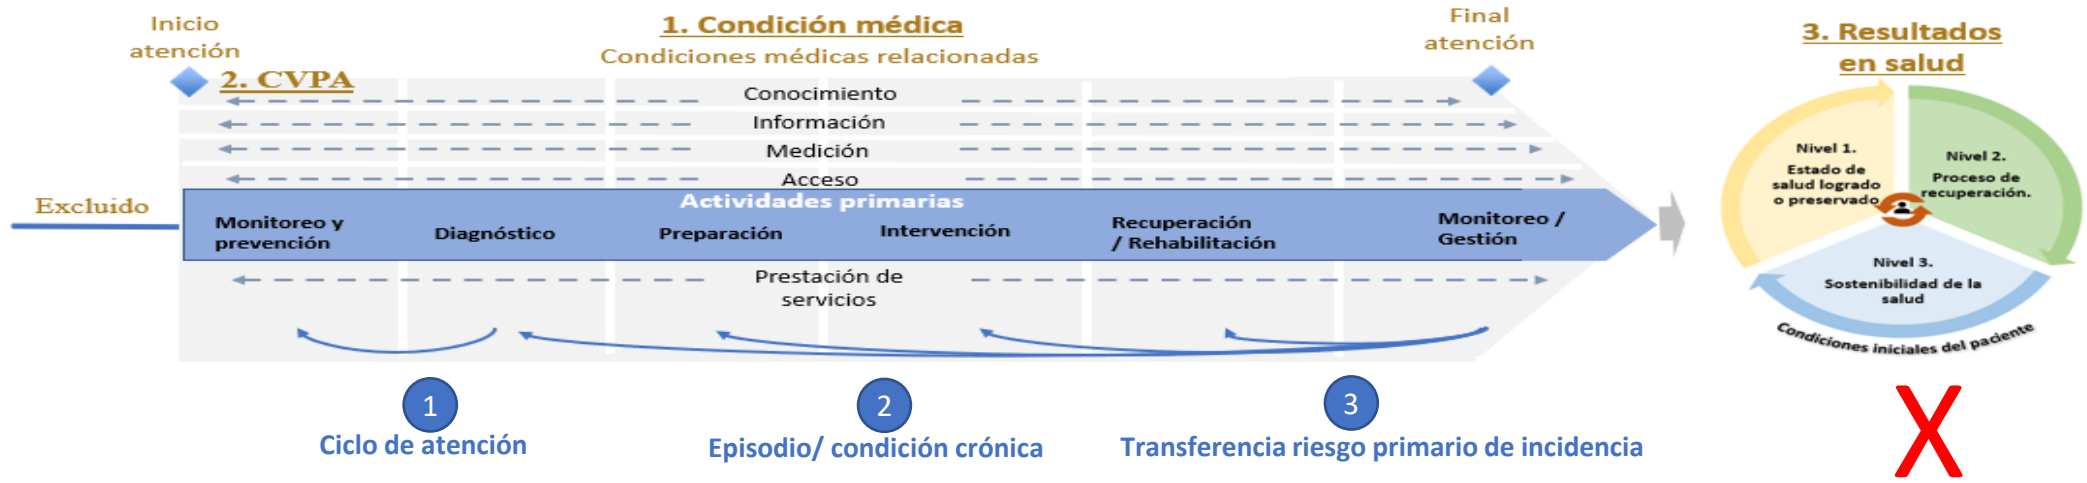 Inicio
atención
1. Condición médica
Condiciones médicas relacionadas
Final
atención
3. Resultados
en salud
2. CVPA
Conocimiento
Información
Medición
Acceso
Excluido
Actividades primarias
Monitoreo y
prevención
Diagnóstico
Preparación
Intervención
Recuperación
/ Rehabilitación
Monitoreo /
Gestión
Prestación de
servicios
Nivel 1.
Estado de
salud logrado
o preservado
Nivel 2.
Proceso de
recuperación.
Nivel 3.
Sostenibilidad de la
salud
Condiciones iniciales del paciente
1
Ciclo de atención
2
Episodio/ condición crónica
3
Transferencia riesgo primario de incidencia
X